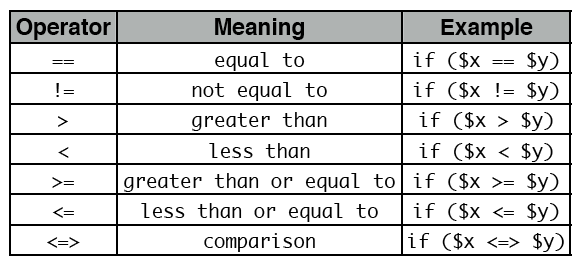 Operator Meaning Example
== equal to if ($x == $y)
!= not equal to if ($x != $y)
> greater than if ($x > $y)
< less than if ($x < $y)
>= greater than or equal to if ($x >= $y)
<= less than or equal to if ($x <= $y)
<=> comparison if ($x <=> $y)